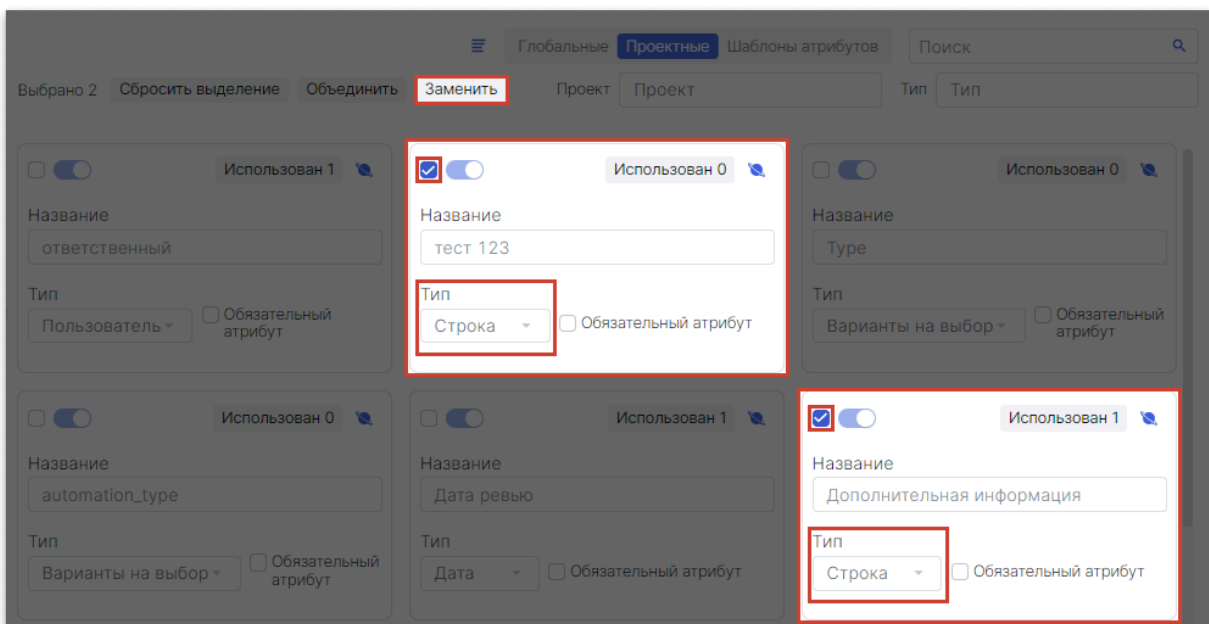 Глобальные Проектные Шаблоны атрибутов Поиск
Выбрано 2 Сбросить выделение Объединить Заменить Проект Проект Тип Тип
Использован 1 Использован 0 Использован 0
Название Название Название
ответственный тест 123 Type
Тип Тип Тип
Пользователь Обязательный атрибут Строка Обязательный атрибут Варианты на выбор Обязательный атрибут
Использован 0 Использован 1 Использован 1
Название Название Название
automation_type Дата ревью Дополнительная информация
Тип Тип Тип
Варианты на выбор Обязательный атрибут Дата Обязательный атрибут Строка Обязательный атрибут